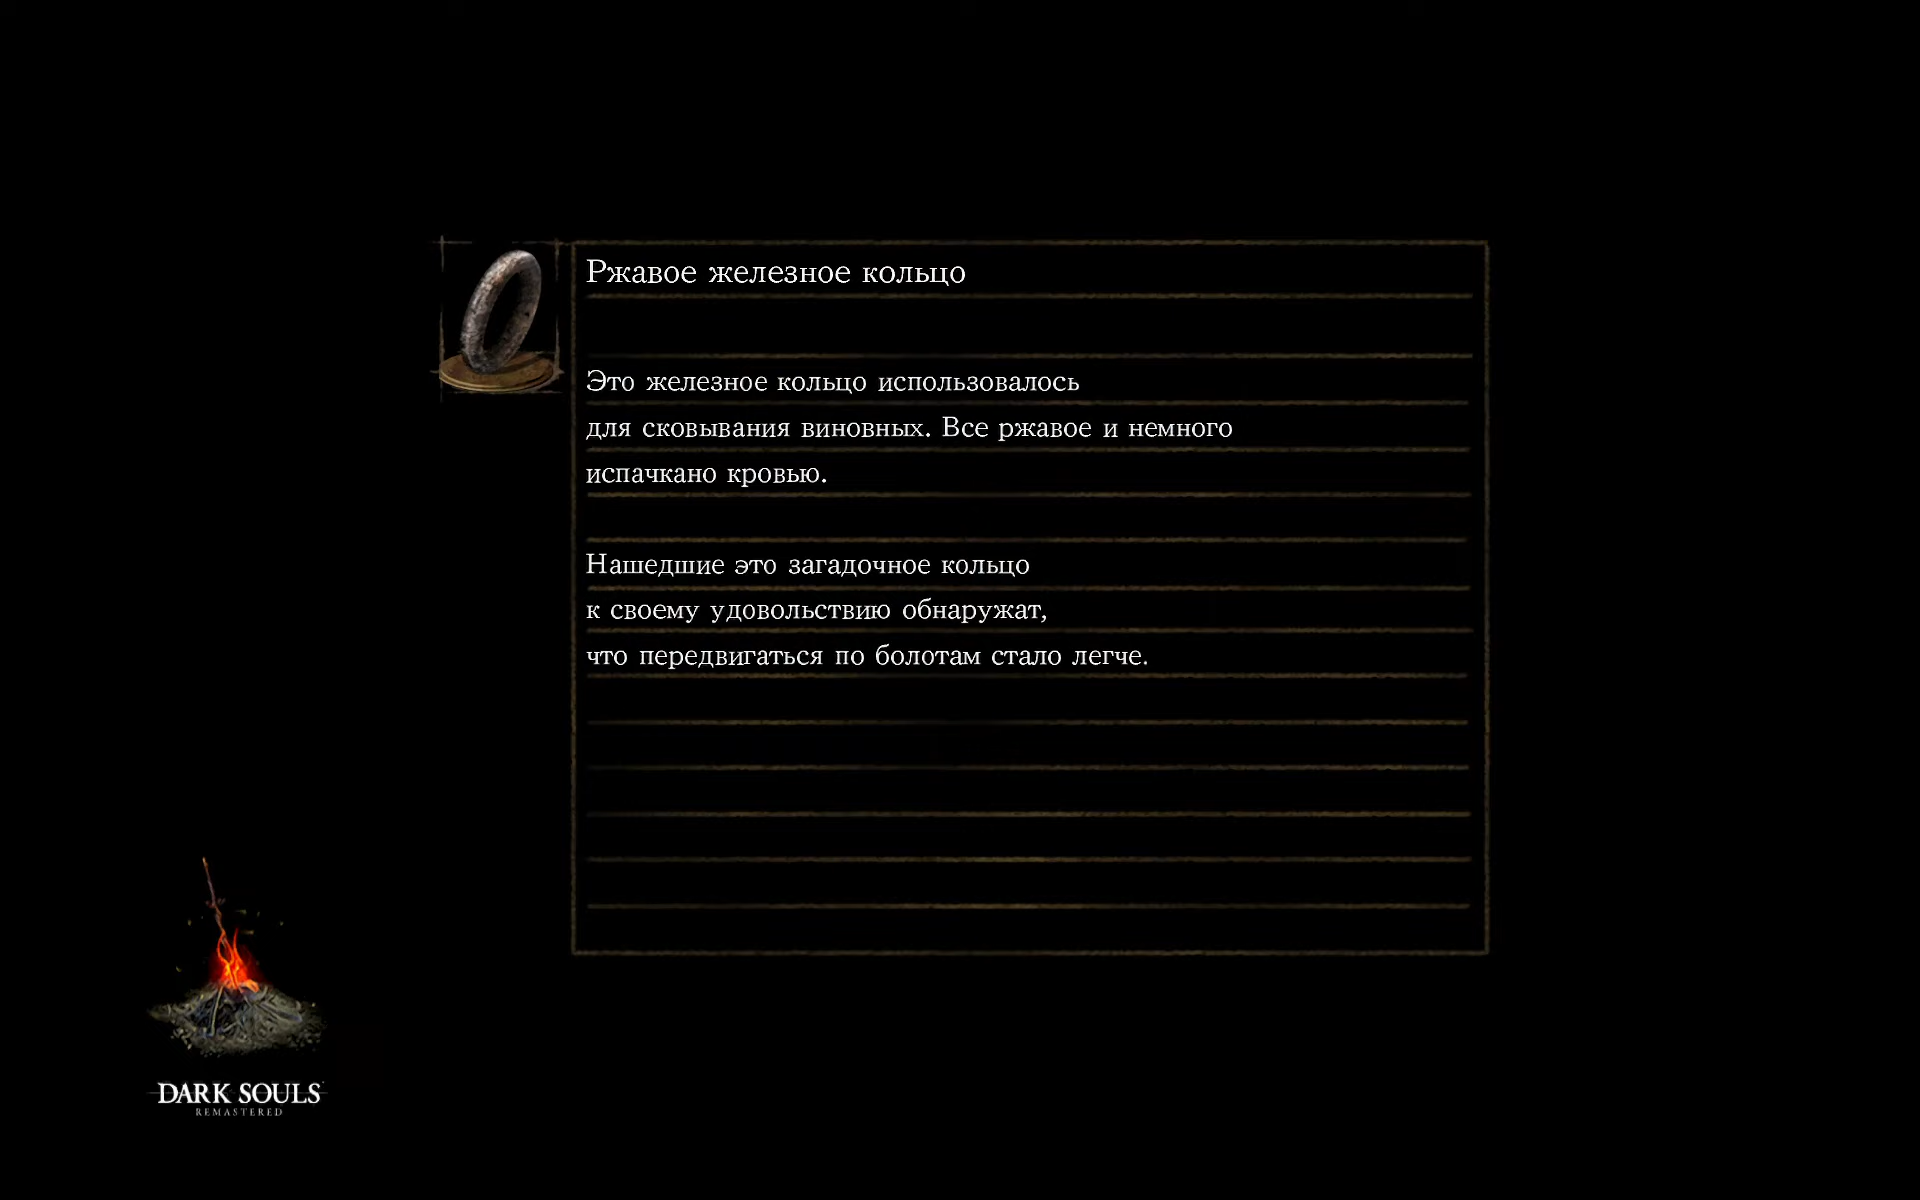 Ржавое железное кольцо
Это железное кольцо использовалось
для сковывания виновных. Все ржавое и немного
испачкано кровью.
Нашедшие это загадочное кольцо
к своему удовольствию обнаружат,
что передвигаться по болотам стало легче.
DARK SOULS
REMASTERED